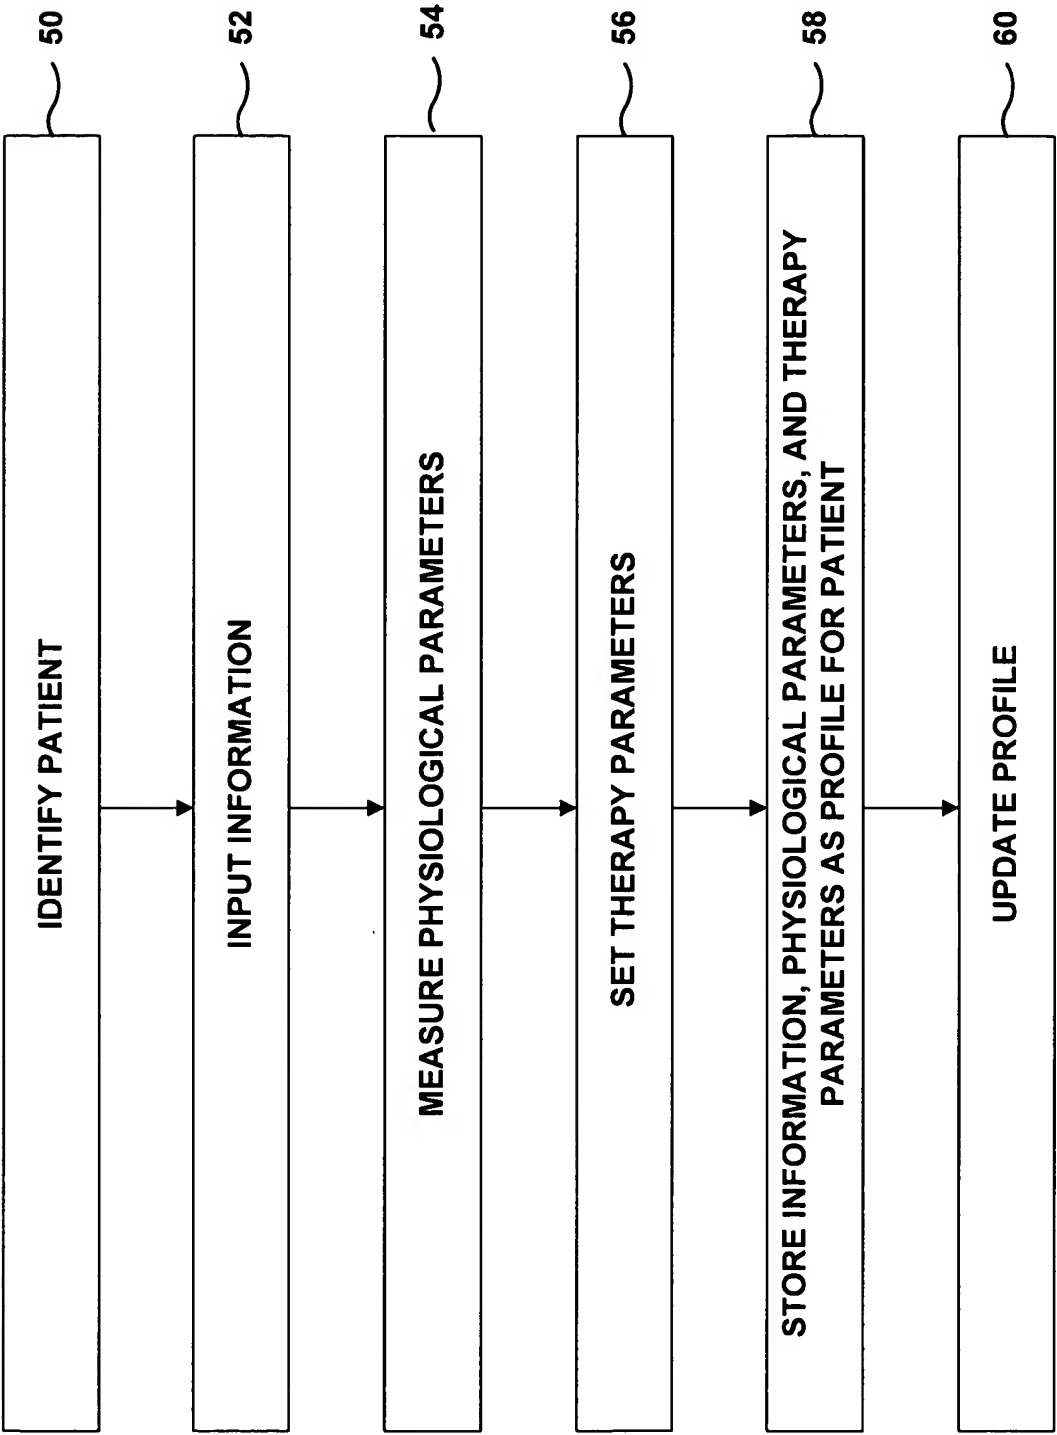 IDENTIFY PATIENT
50
INPUT INFORMATION
52
MEASURE PHYSIOLOGICAL PARAMETERS
54
SET THERAPY PARAMETERS
56
STORE INFORMATION, PHYSIOLOGICAL PARAMETERS, AND THERAPY
PARAMETERS AS PROFILE FOR PATIENT
58
UPDATE PROFILE
60